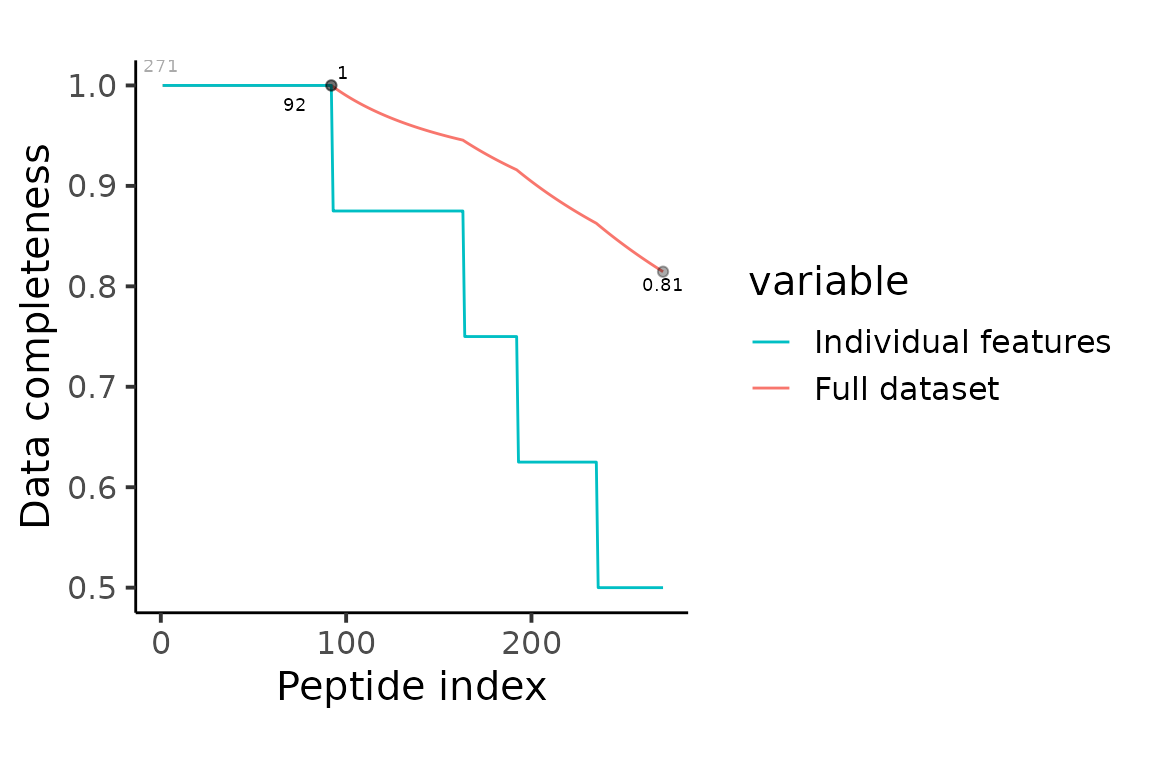 271
1
92
0.81
1.0
0.9
0.8
0.7
0.6
0.5
Data completeness
0 100 200
Peptide index
variable
Individual features
Full dataset